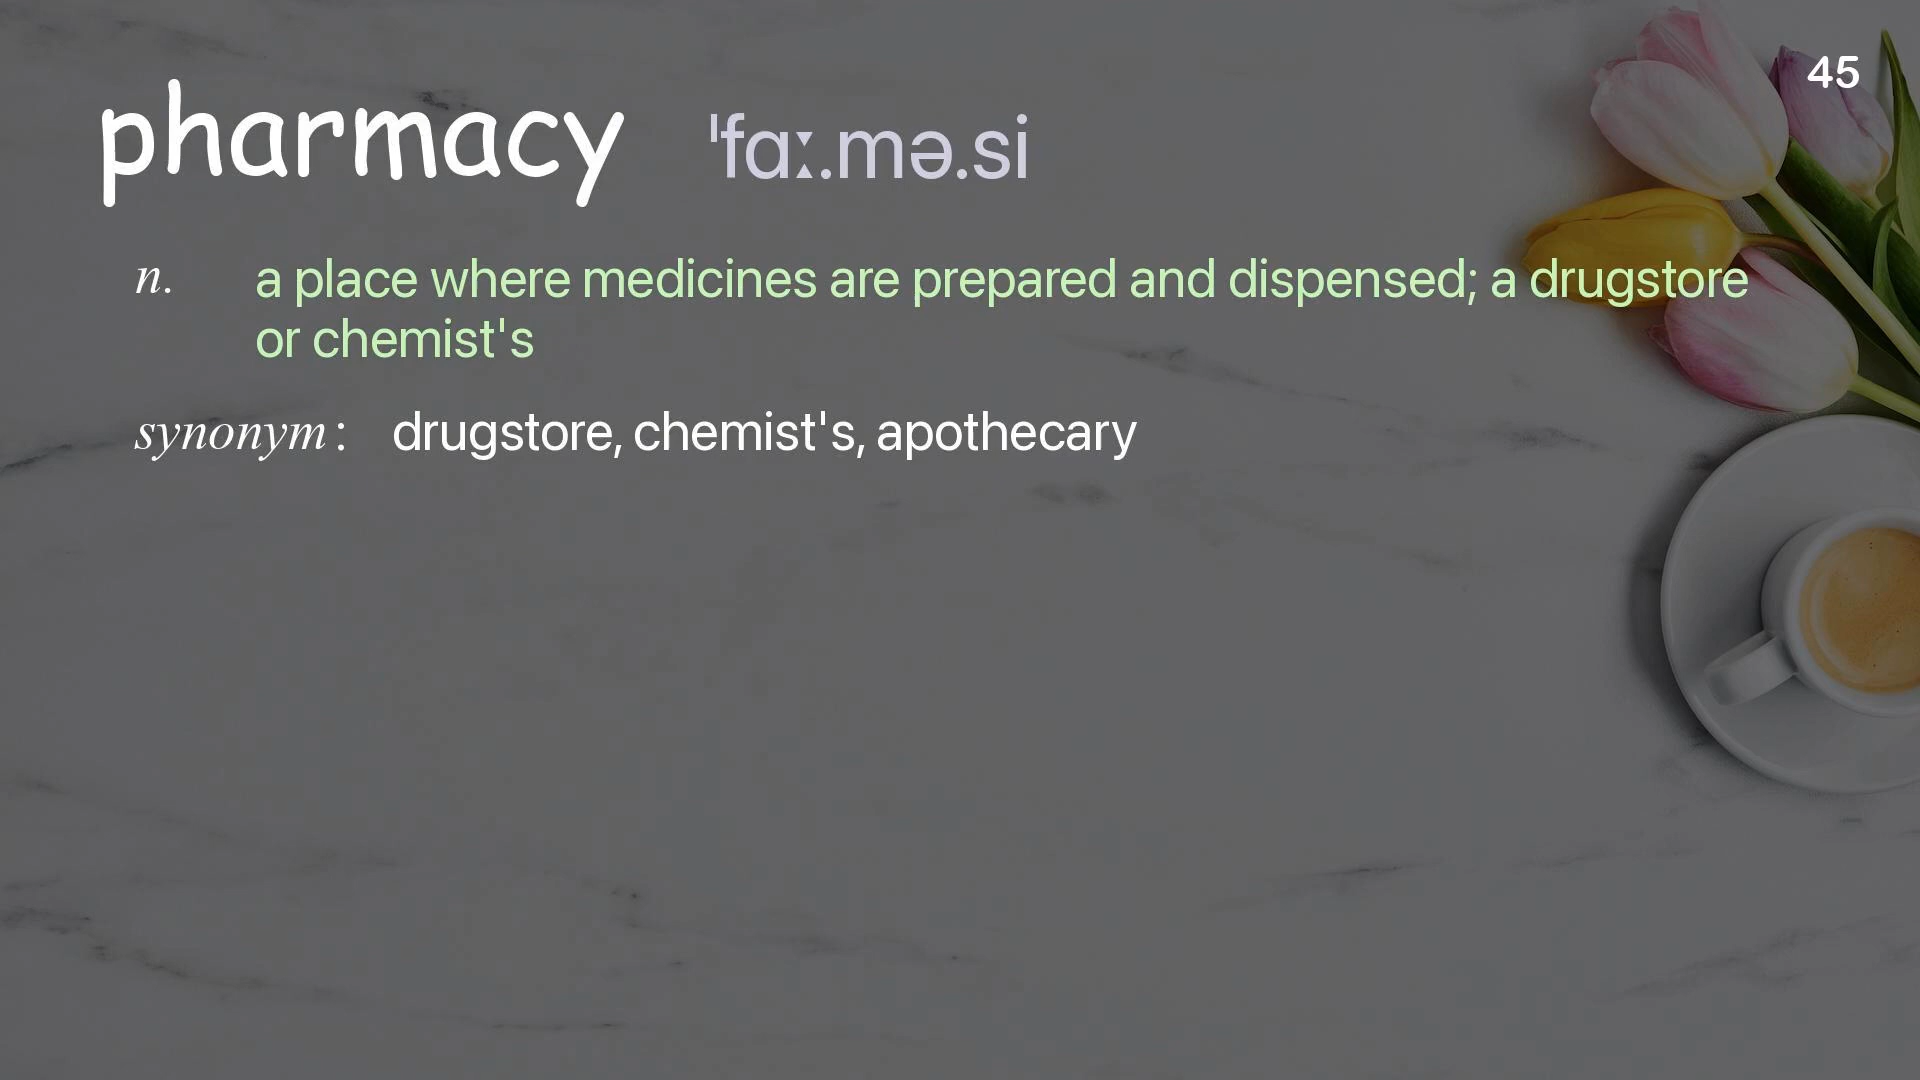 45
pharmacy ˈfɑː.mə.si
n. a place where medicines are prepared and dispensed; a drugstore
or chemist's
synonym: drugstore, chemist's, apothecary